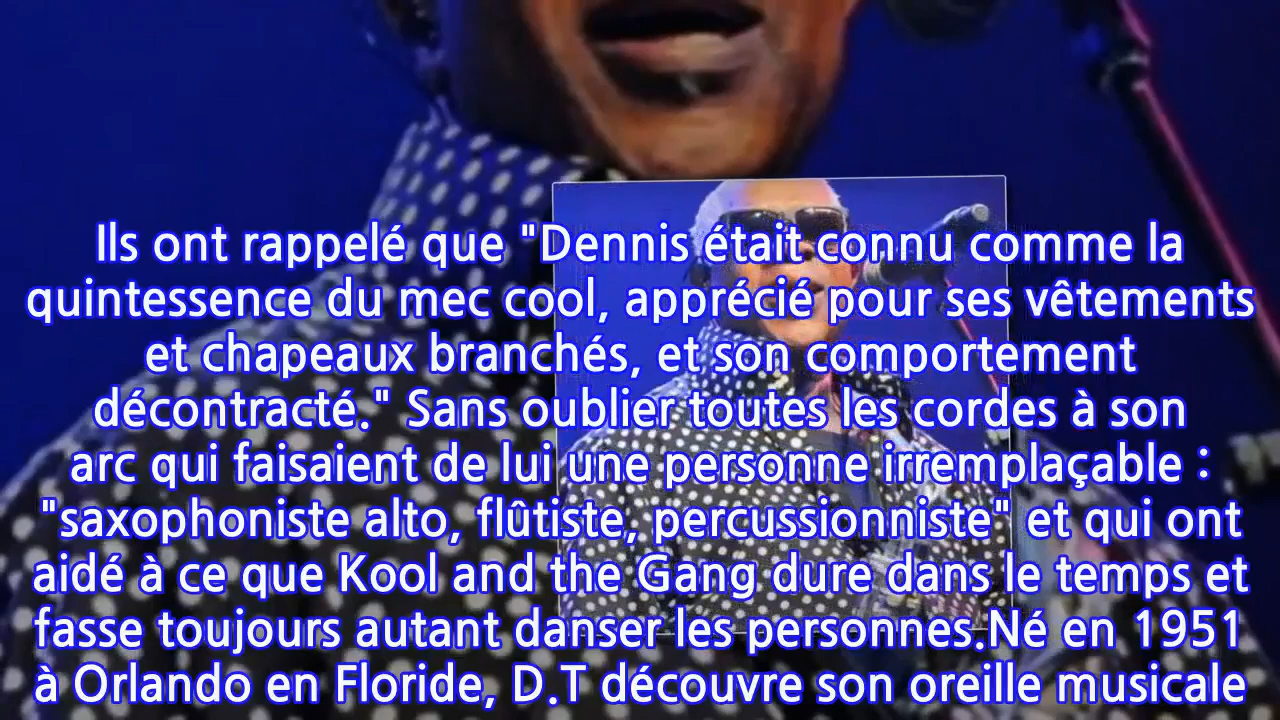 Ils ont rappelé que "Dennis était connu comme la
quintessence du mec cool, apprécié pour ses vêtements
et chapeaux branchés, et son comportement
décontracté." Sans oublier toutes les cordes à son
arc qui faisaient de lui une personne irremplaçable :
"saxophoniste alto, flûtiste, percussionniste" et qui ont
aidé à ce que Kool and the Gang dure dans le temps et
fasse toujours autant danser les personnes.Né en 1951
à Orlando en Floride, D.T découvre son oreille musicale